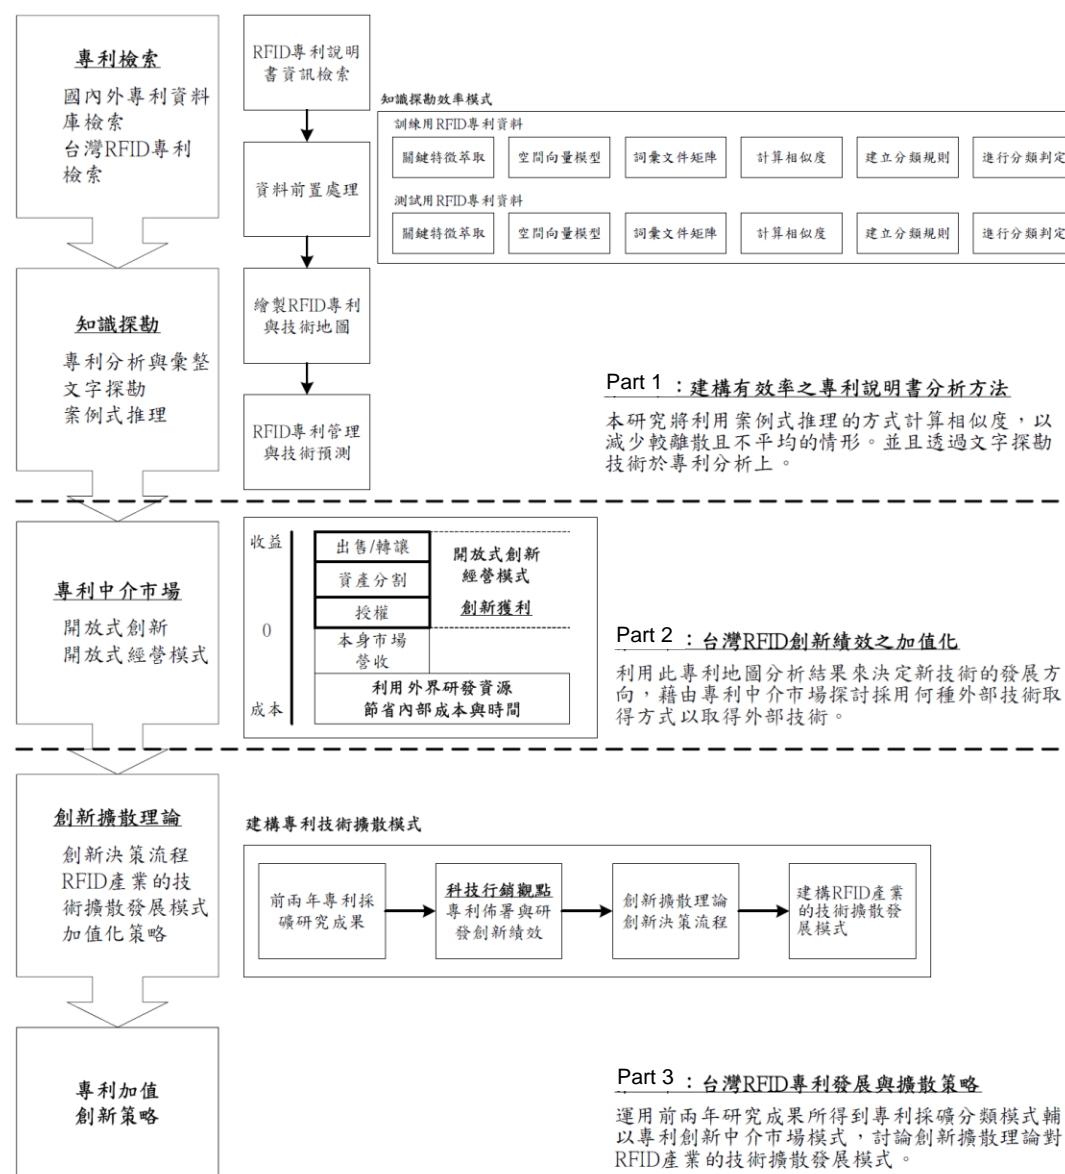 專利檢索
國內外專利資料
庫檢索
台灣RFID專利
檢索
RFID專利說明
書資訊檢索
資料前置處理
知識探勘效率模式
訓練用RFID專利資料
關鍵特徵萃取
空間向量模型
詞彙文件矩陣
計算相似度
建立分類規則
進行分類判定
測試用RFID專利資料
關鍵特徵萃取
空間向量模型
詞彙文件矩陣
計算相似度
建立分類規則
進行分類判定
知識探勘
專利分析與彙整
文字探勘
案例式推理
繪製RFID專利
與技術地圖
RFID專利管理
與技術預測
Part 1：建構有效率之專利說明書分析方法
本研究將利用案例式推理的方式計算相似度，以
減少較離散且不平均的情形。並且透過文字探勘
技術於專利分析上。
專利中介市場
開放式創新
開放式經營模式
收益
0
成本
出售/轉讓
資產分割
授權
本身市場
營收
利用外界研發資源
節省內部成本與時間
開放式創新
經營模式
創新獲利
Part 2：台灣RFID創新績效之加值化
利用此專利地圖分析結果來決定新技術的發展方
向，藉由專利中介市場探討採用何種外部技術取
得方式以取得外部技術。
創新擴散理論
創新決策流程
RFID產業的技
術擴散發展模式
加值化策略
建構專利技術擴散模式
前兩年專利採
礦研究成果
科技行銷觀點
專利佈署與研
發創新績效
創新擴散理論
創新決策流程
建構RFID產業
的技術擴散發
展模式
專利加值
創新策略
Part 3：台灣RFID專利發展與擴散策略
運用前兩年研究成果所得到專利採礦分類模式輔
以專利創新中介市場模式，討論創新擴散理論對
RFID產業的技術擴散發展模式。